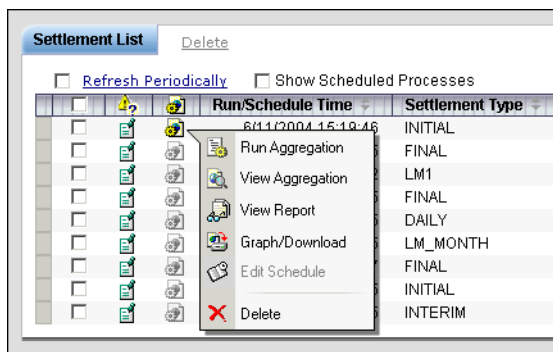 Settlement List Delete
Refresh Periodically Show Scheduled Processes
Run/Schedule Time Settlement Type
6/11/2004 15:19:46 INITIAL
Run Aggregation FINAL
View Aggregation LM1
FINAL
View Report DAILY
Graph/Download LM_MONTH
Edit Schedule FINAL
INITIAL
Delete INTERIM